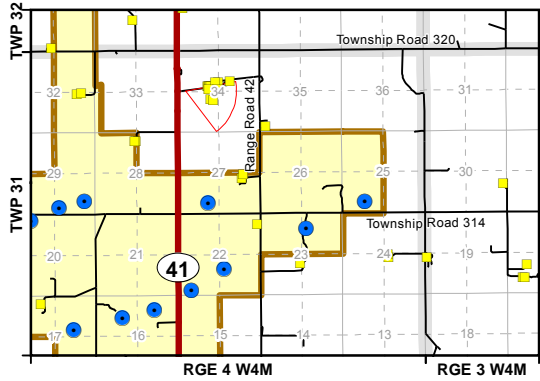 TWP 32
Township Road 320
32 33 34 35 36 31
Range Road 42
29 28 27 26 25 30
TWP 31
Township Road 314
20 21 22 23 24 19
41
17 16 15 14 13 18
RGE 4 W4M RGE 3 W4M